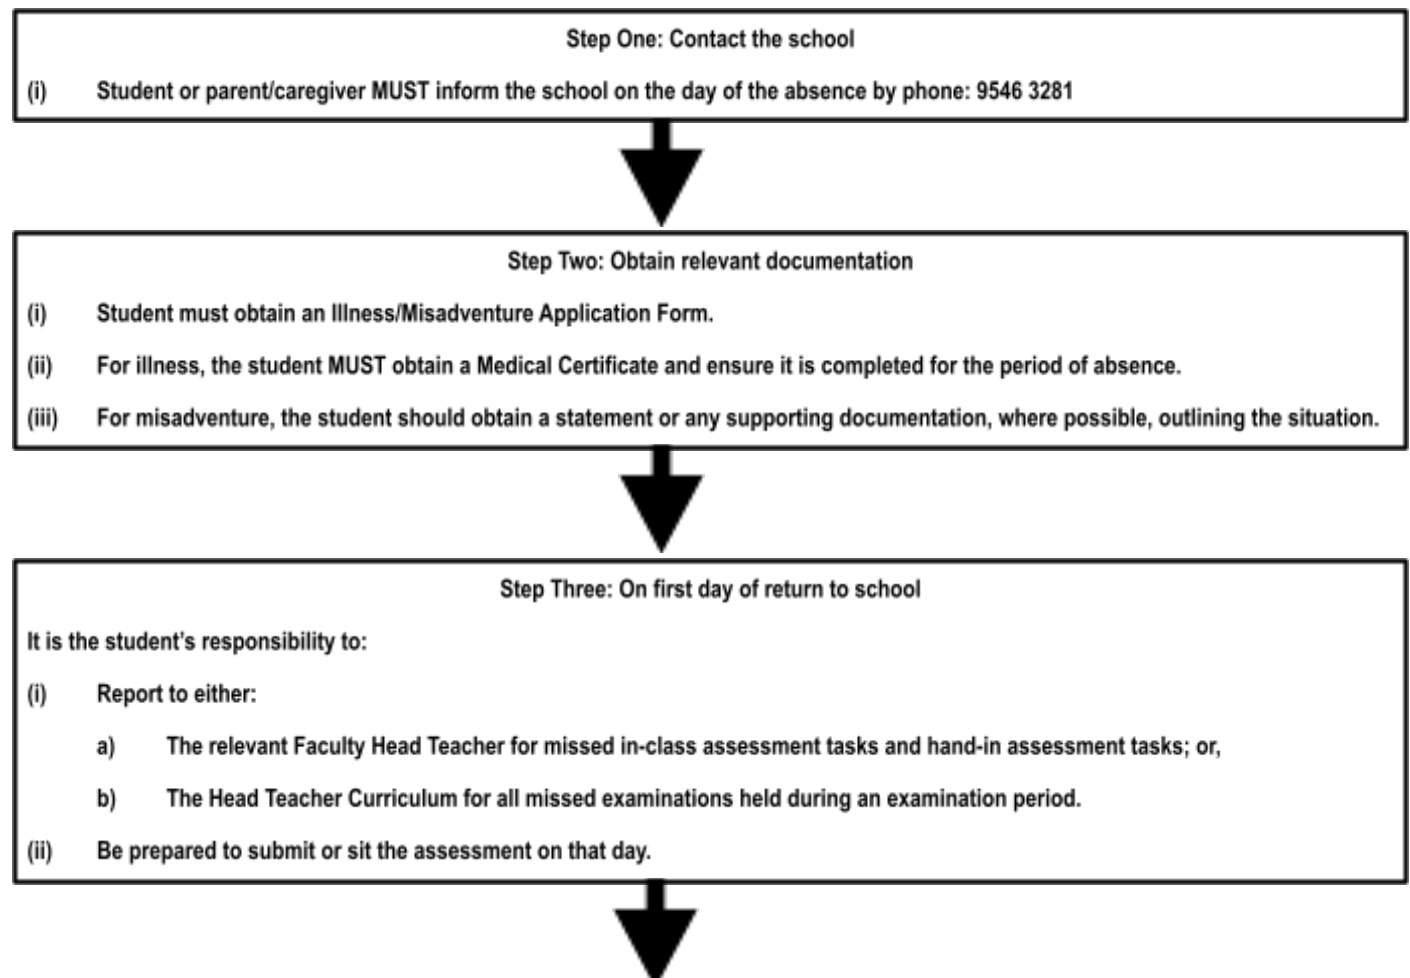 Step One: Contact the school
(i) Student or parent/caregiver MUST inform the school on the day of the absence by phone: 9546 3281
Step Two: Obtain relevant documentation
(i) Student must obtain an Illness/Misadventure Application Form.
(ii) For illness, the student MUST obtain a Medical Certificate and ensure it is completed for the period of absence.
(iii) For misadventure, the student should obtain a statement or any supporting documentation, where possible, outlining the situation.
Step Three: On first day of return to school
It is the student's responsibility to:
(i) Report to either:
a) The relevant Faculty Head Teacher for missed in-class assessment tasks and hand-in assessment tasks; or,
b) The Head Teacher Curriculum for all missed examinations held during an examination period.
(ii) Be prepared to submit or sit the assessment on that day.